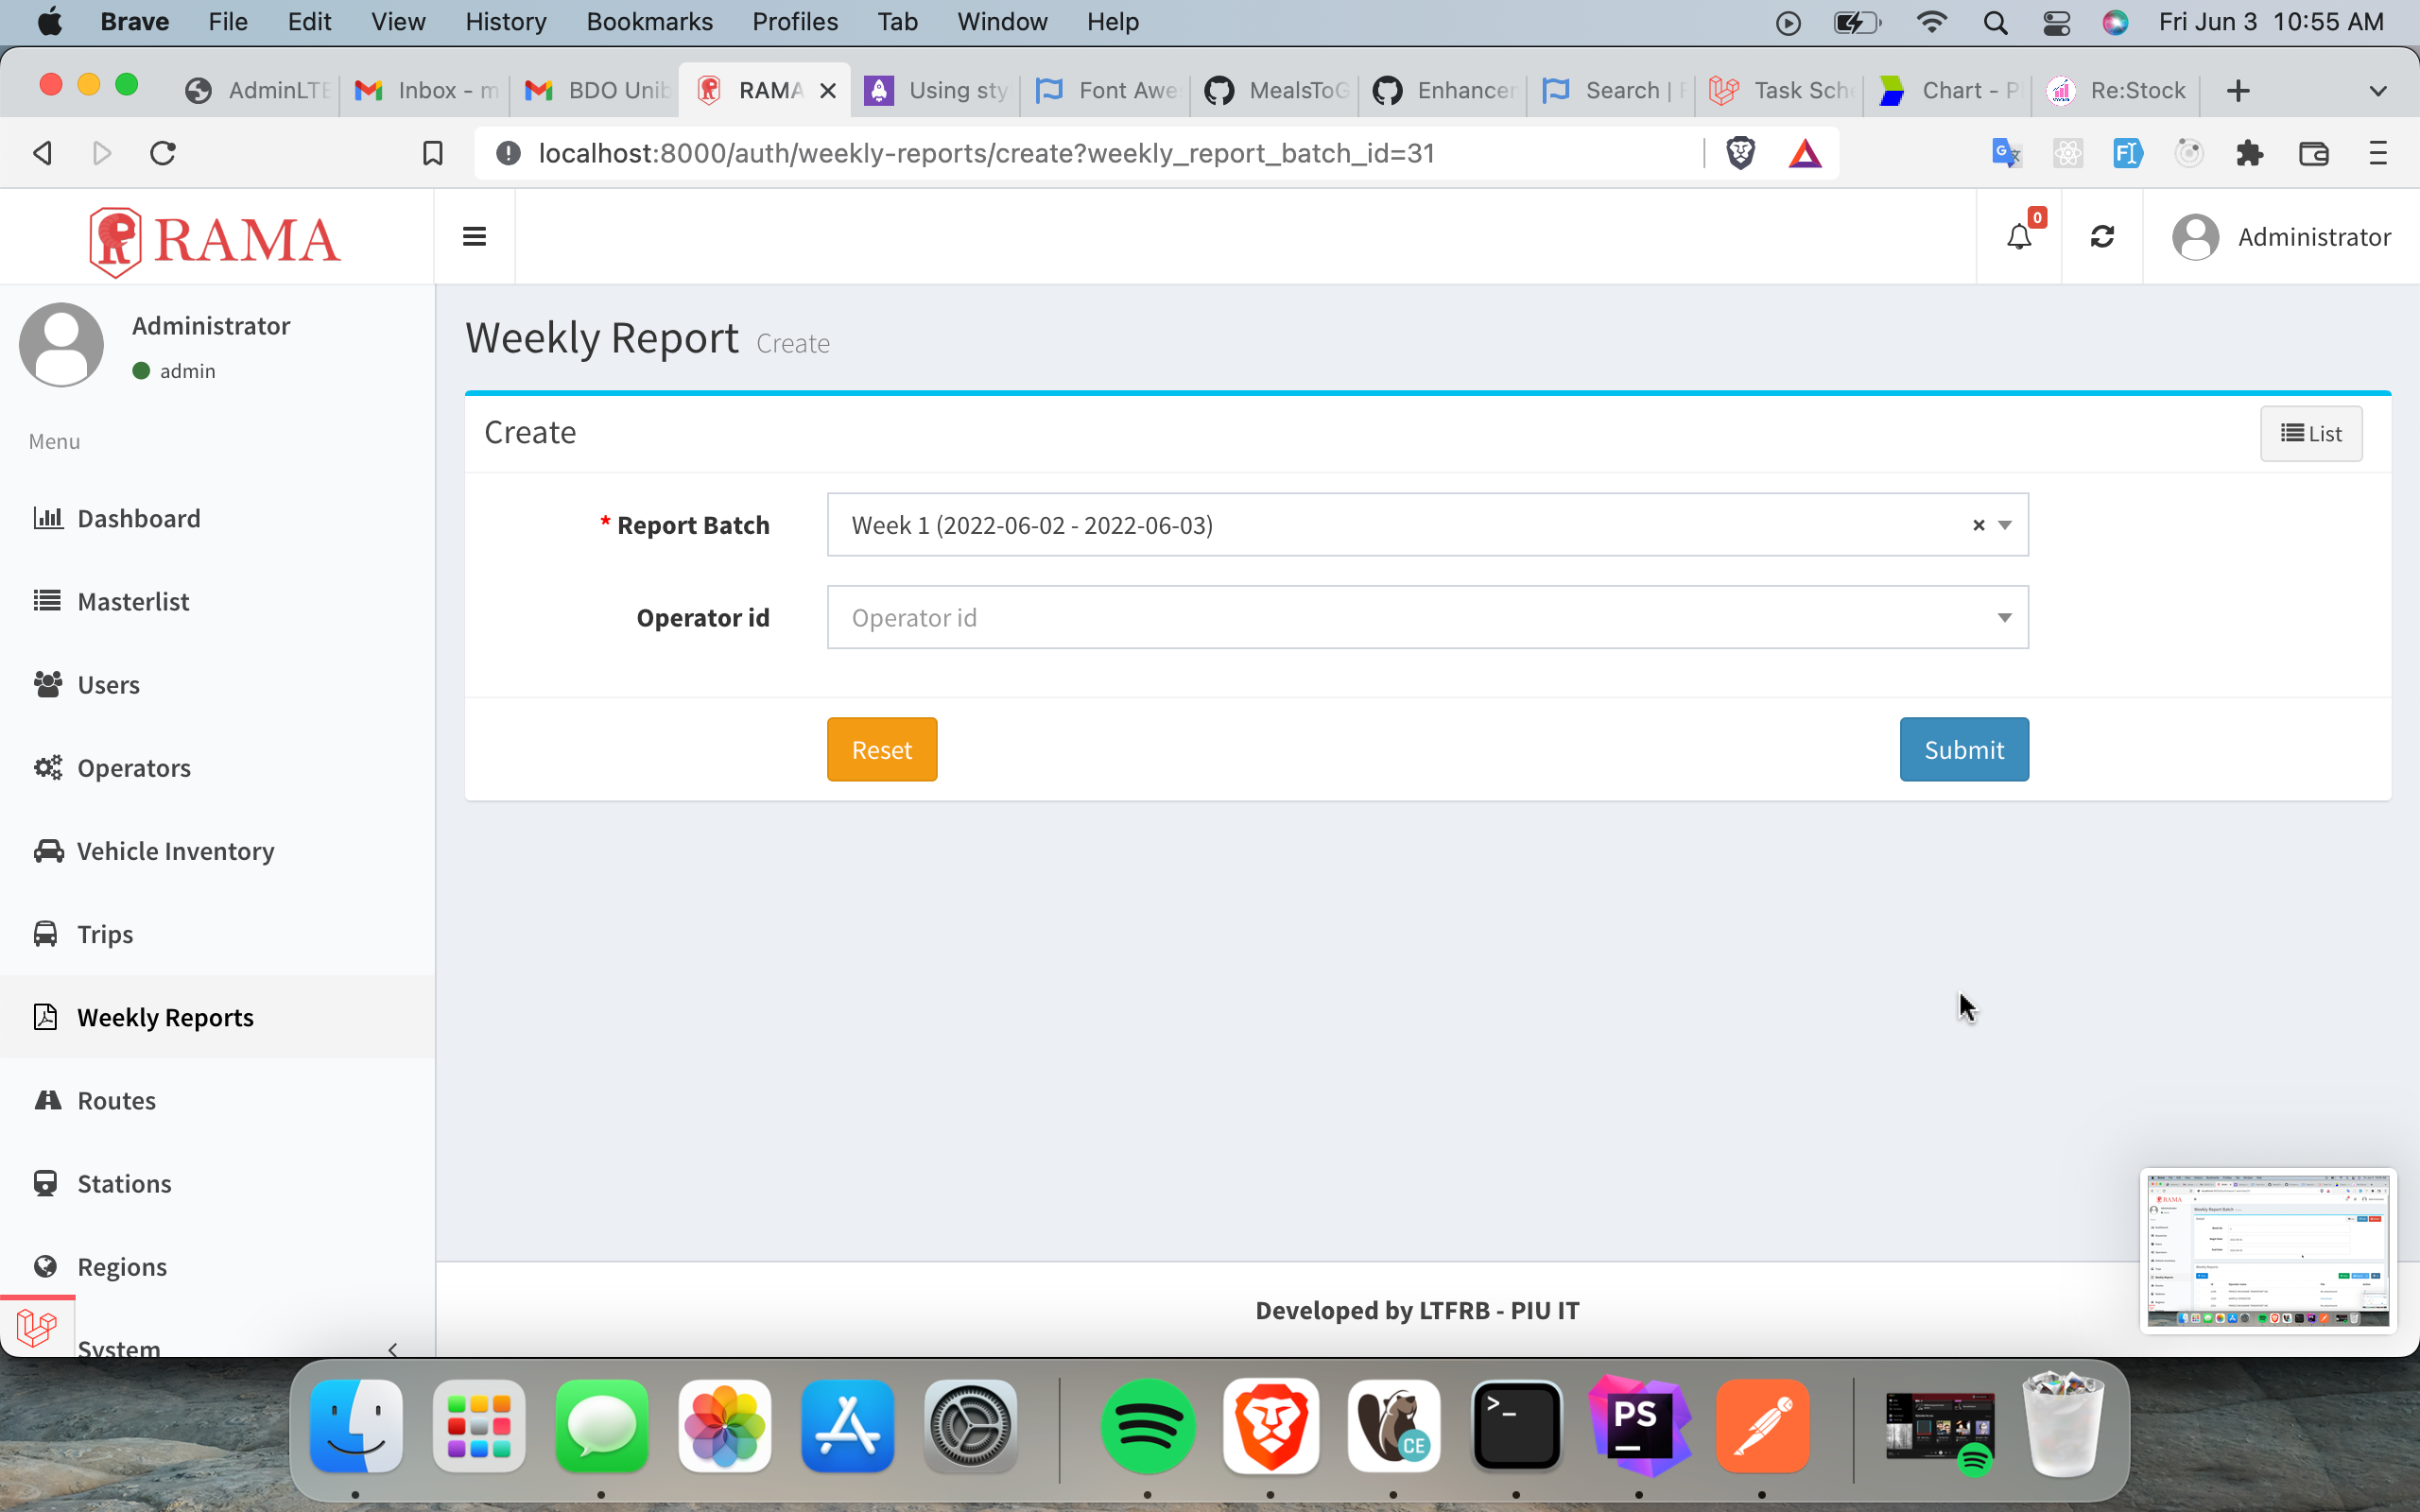 Brave File Edit View History Bookmarks Profiles Tab Window Help Fri Jun 3 10:55 AM
AdminLTE Inbox - m BDO Unib RAMA Using sty Font Awe MealsToG Enhancer Search | Task Sche Chart - P Re:Stock
localhost:8000/auth/weekly-reports/create?weekly_report_batch_id=31
RAMA
0
Administrator
Administrator
admin
Menu
Dashboard
Masterlist
Users
Operators
Vehicle Inventory
Trips
Weekly Reports
Routes
Stations
Regions
System
Weekly Report Create
Create
List
* Report Batch
Week 1 (2022-06-02 - 2022-06-03)
Operator id
Operator id
Reset
Submit
Developed by LTFRB - PIU IT
CE
>_
PS